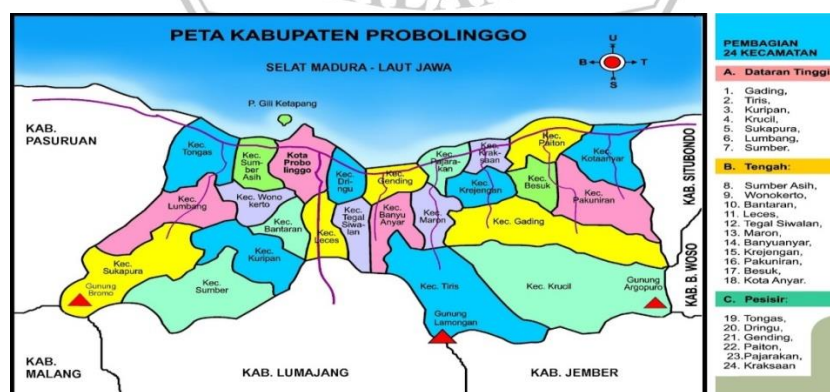 PETA KABUPATEN PROBOLINGGO
SELAT MADURA - LAUT JAWA
U
B
T
S
P. Gili Ketapang
KAB.
PASURUAN
Kec.
Tongas
Kec.
Sum-
ber
Asih
Kota
Probo
linggo
Kec.
Dri-
ngu
Kec.
Gending
Kec.
Pajara-
kan
Kec.
Krak-
saan
Kec.
Paiton
Kec.
Kotaanyar
Kec.
Lumbang
Kec. Wono
kerto
Kec.
Bantaran
Kec.
Leces
Kec.
Tegal
Siwa-
lan
Kec.
Banyu
Anyar
Kec.
Maron
Kec.
Krejengan
Kec.
Besuk
Kec.
Pakuniran
Kec. Gading
KAB. SITUBONDO
Kec.
Sukapura
Kec.
Kuripan
Kec.
Sumber
Kec. Tiris
Kec. Krucil
Gunung
Bromo
Gunung
Lamongan
Gunung
Argopuro
KAB. B. WOSO
KAB.
MALANG
KAB. LUMAJANG
KAB. JEMBER
PEMBAGIAN
24 KECAMATAN
A. Dataran Tinggi
1. Gading,
2. Tiris,
3. Kuripan,
4. Krucil,
5. Sukapura,
6. Lumbang,
7. Sumber.
B. Tengah:
8. Sumber Asih,
9. Wonokerto,
10. Bantaran,
11. Leces,
12. Tegal Siwalan,
13. Maron,
14. Banyuanyar,
15. Krejengan,
16. Pakuniran,
17. Besuk,
18. Kota Anyar.
C. Pesisir:
19. Tongas,
20. Dringu,
21. Gending,
22. Paiton,
23.Pajarakan,
24. Kraksaan